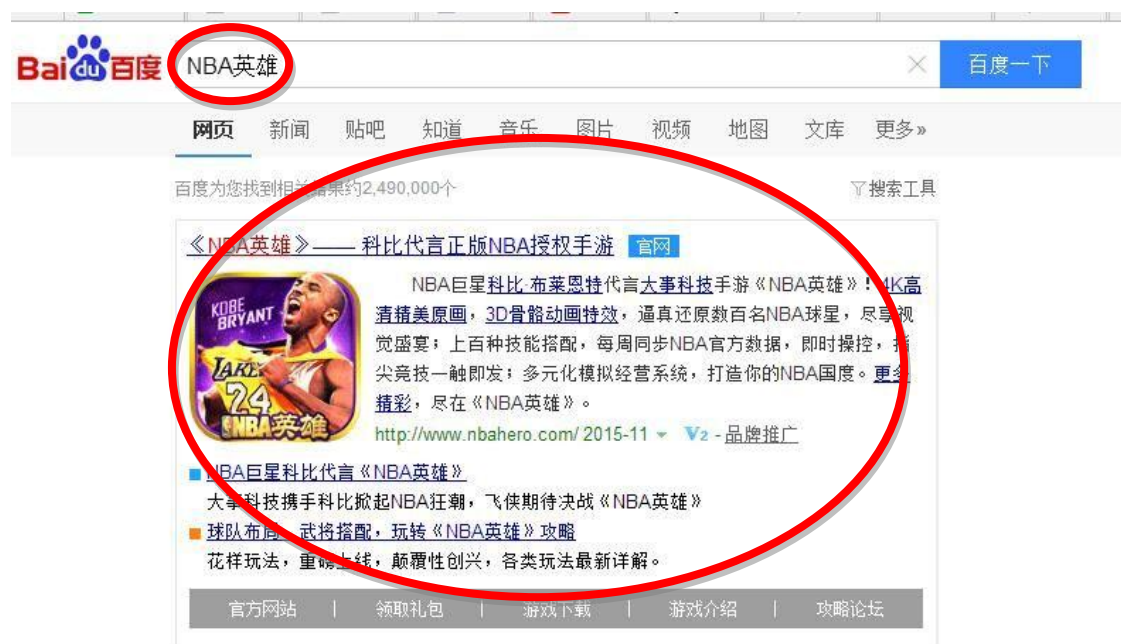 Bai du 百度 NBA英雄 × 百度一下
网页 新闻 贴吧 知道 音乐 图片 视频 地图 文库 更多»
百度为您找到相关结果约2,490,000个 搜索工具
《NBA英雄》—— 科比代言正版NBA授权手游 官网
NBA巨星科比·布莱恩特代言大事科技手游《NBA英雄》！4K高
清精美原画，3D骨骼动画特效，逼真还原数百名NBA球星，尽享视
觉盛宴；上百种技能搭配，每周同步NBA官方数据，即时操控，指
尖竞技一触即发；多元化模拟经营系统，打造你的NBA国度。更多
精彩，尽在《NBA英雄》。
http://www.nbahero.com/ 2015-11 V2 - 品牌推广
KOBE
BRYANT
LAKE
24
NBA英雄
NBA巨星科比代言《NBA英雄》
大事科技携手科比掀起NBA狂潮，飞侠期待决战《NBA英雄》
球队布局、武将搭配，玩转《NBA英雄》攻略
花样玩法，重磅上线，颠覆性创兴，各类玩法最新详解。
官方网站 | 领取礼包 | 游戏下载 | 游戏介绍 | 攻略论坛